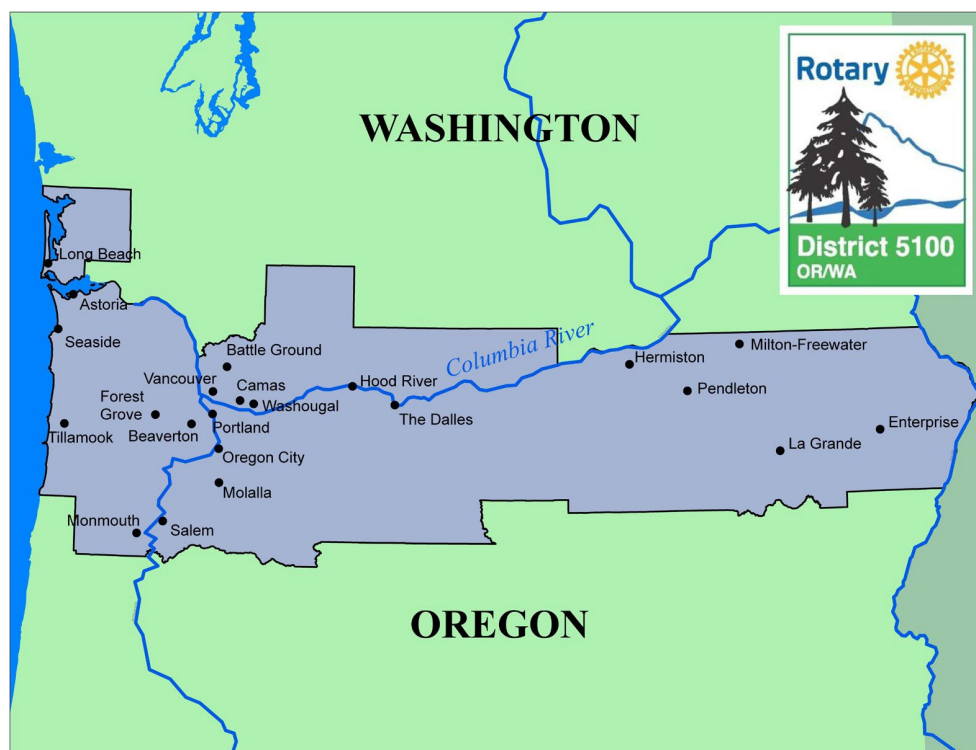 Rotary
WASHINGTON
District 5100
OR/WA
Long Beach
Astoria
Seaside
Columbia River
Battle Ground
Milton-Freewater
Hermiston
Vancouver
Camas
Hood River
Pendleton
Forest
Grove
Washougal
Tillamook
Beaverton
Portland
The Dalles
Enterprise
Oregon City
La Grande
Molalla
Monmouth
Salem
OREGON